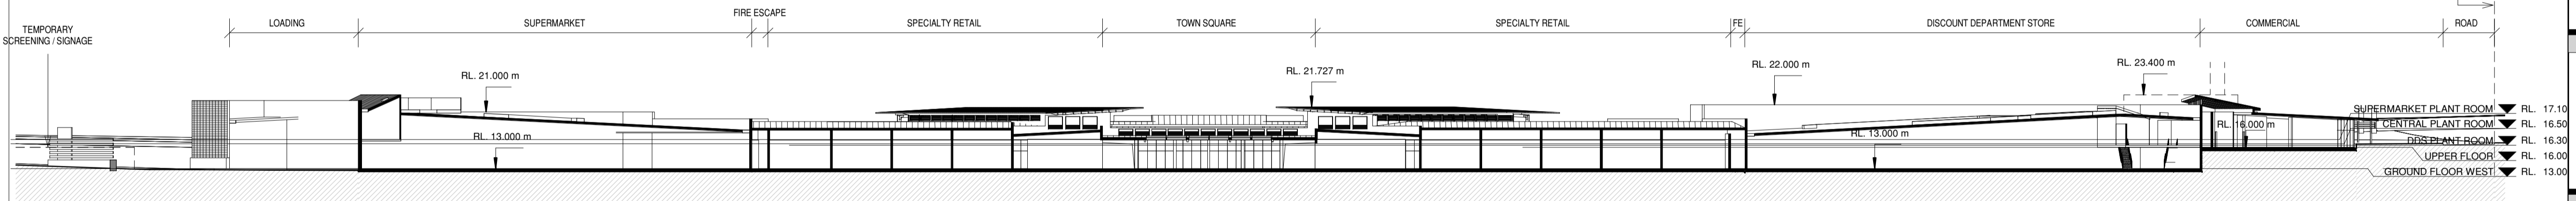 TEMPORARY
SCREENING / SIGNAGE
LOADING
SUPERMARKET
FIRE ESCAPE
SPECIALTY RETAIL
TOWN SQUARE
SPECIALTY RETAIL
FE
DISCOUNT DEPARTMENT STORE
COMMERCIAL
ROAD
RL. 21.000 m
RL. 13.000 m
RL. 21.727 m
RL. 22.000 m
RL. 13.000 m
RL. 23.400 m
RL. 16.000 m
SUPERMARKET PLANT ROOM RL. 17.10
CENTRAL PLANT ROOM RL. 16.50
DDS PLANT ROOM RL. 16.30
UPPER FLOOR RL. 16.00
GROUND FLOOR WEST RL. 13.00